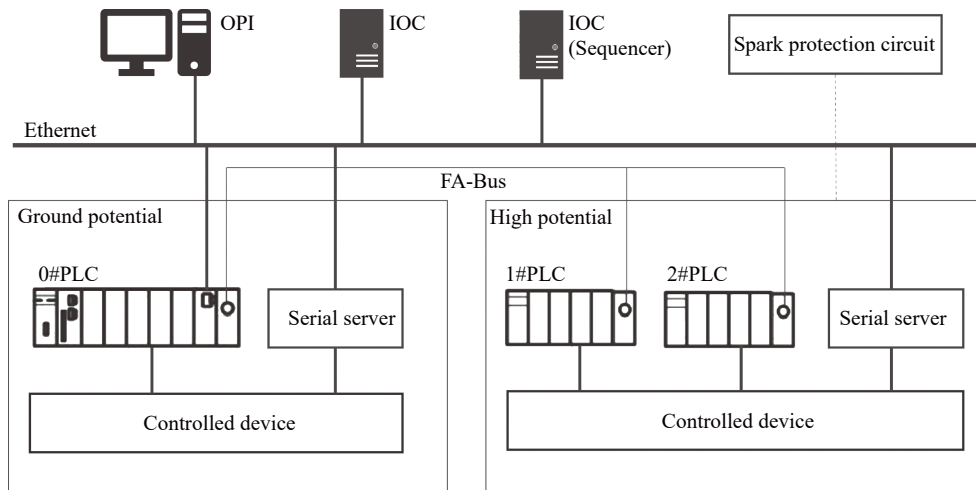 OPI
IOC
IOC
(Sequencer)
Spark protection circuit
Ethernet
FA-Bus
Ground potential
High potential
0#PLC
1#PLC
2#PLC
Serial server
Serial server
Controlled device
Controlled device